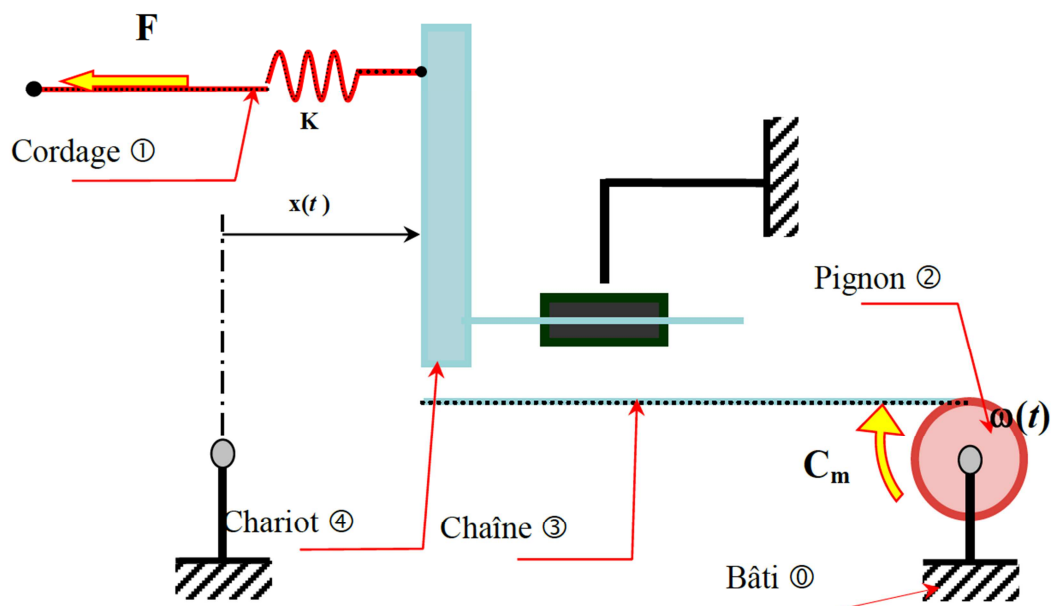 F
K
Cordage ①
x(t)
Pignon ②
ω(t)
Cₘ
Chariot ④
Chaîne ③
Bâti ⓪